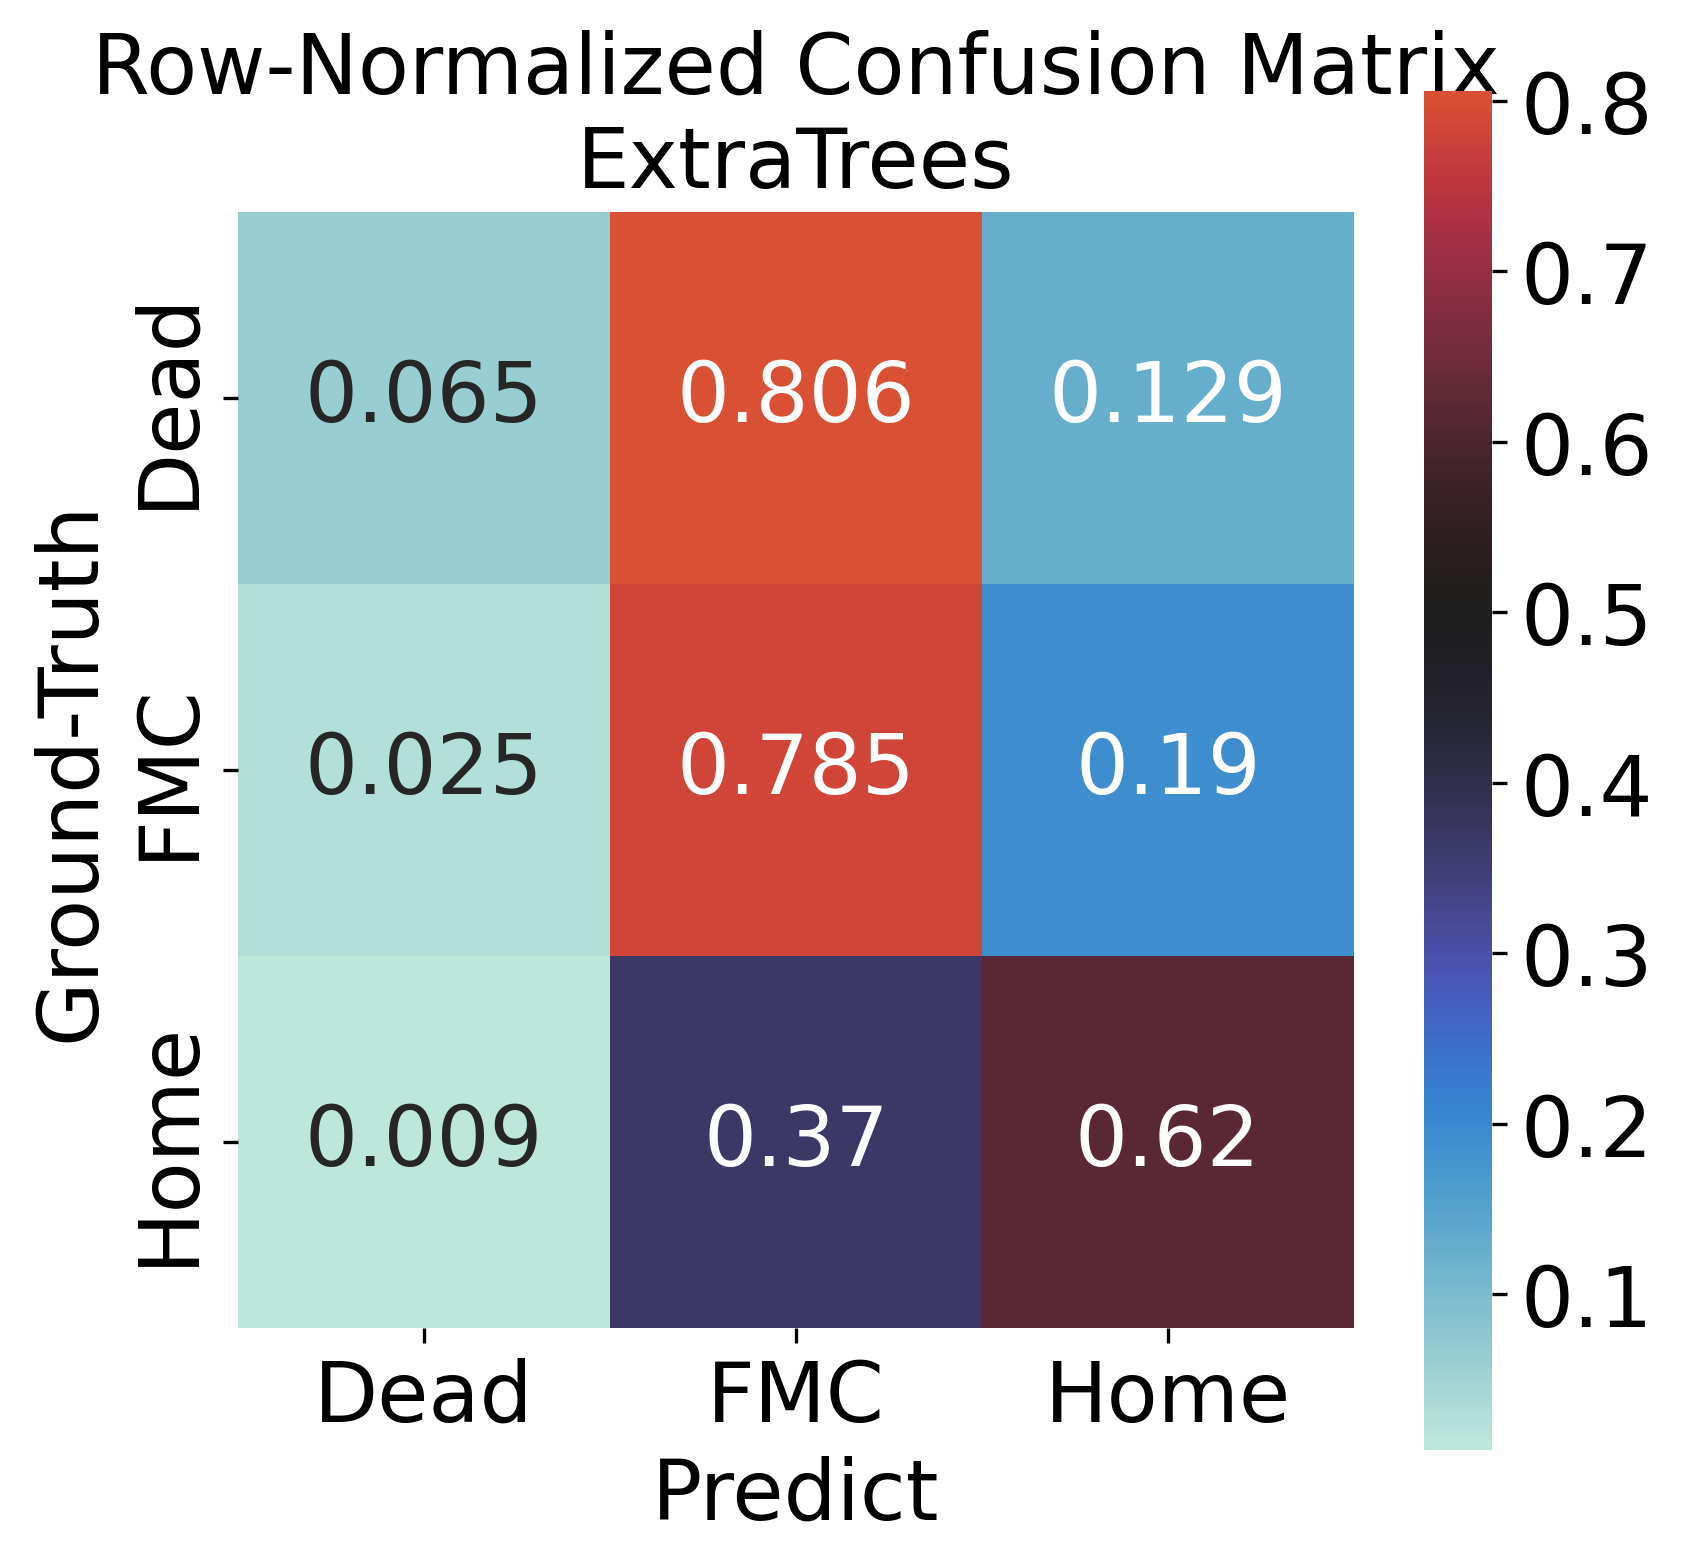 Row-Normalized Confusion Matrix
ExtraTrees
Ground-Truth
Dead
0.065 0.806 0.129
FMC
0.025 0.785 0.19
Home
0.009 0.37 0.62
Dead FMC Home
Predict
0.8
0.7
0.6
0.5
0.4
0.3
0.2
0.1